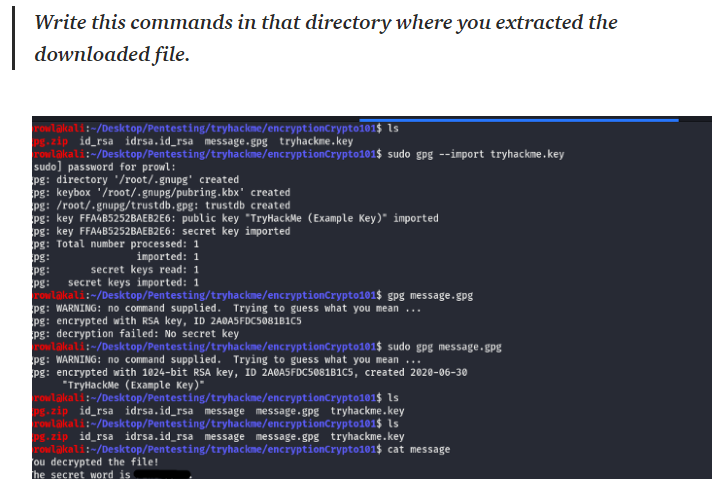 Write this commands in that directory where you extracted the
downloaded file.
rowl@kali:~/Desktop/Pentesting/tryhackme/encryptionCrypto101$ ls
pg.zip id_rsa idrsa.id_rsa message.gpg tryhackme.key
rowl@kali:~/Desktop/Pentesting/tryhackme/encryptionCrypto101$ sudo gpg --import tryhackme.key
sudo] password for prowl:
pg: directory '/root/.gnupg' created
pg: keybox '/root/.gnupg/pubring.kbx' created
pg: /root/.gnupg/trustdb.gpg: trustdb created
pg: key FFA4B5252BAEB2E6: public key "TryHackMe (Example Key)" imported
pg: key FFA4B5252BAEB2E6: secret key imported
pg: Total number processed: 1
pg: imported: 1
pg: secret keys read: 1
pg: secret keys imported: 1
rowl@kali:~/Desktop/Pentesting/tryhackme/encryptionCrypto101$ gpg message.gpg
pg: WARNING: no command supplied. Trying to guess what you mean ...
pg: encrypted with RSA key, ID 2A0A5FDC5081B1C5
pg: decryption failed: No secret key
rowl@kali:~/Desktop/Pentesting/tryhackme/encryptionCrypto101$ sudo gpg message.gpg
pg: WARNING: no command supplied. Trying to guess what you mean ...
pg: encrypted with 1024-bit RSA key, ID 2A0A5FDC5081B1C5, created 2020-06-30
"TryHackMe (Example Key)"
rowl@kali:~/Desktop/Pentesting/tryhackme/encryptionCrypto101$ ls
pg.zip id_rsa idrsa.id_rsa message message.gpg tryhackme.key
rowl@kali:~/Desktop/Pentesting/tryhackme/encryptionCrypto101$ ls
pg.zip id_rsa idrsa.id_rsa message message.gpg tryhackme.key
rowl@kali:~/Desktop/Pentesting/tryhackme/encryptionCrypto101$ cat message
ou decrypted the file!
he secret word is .